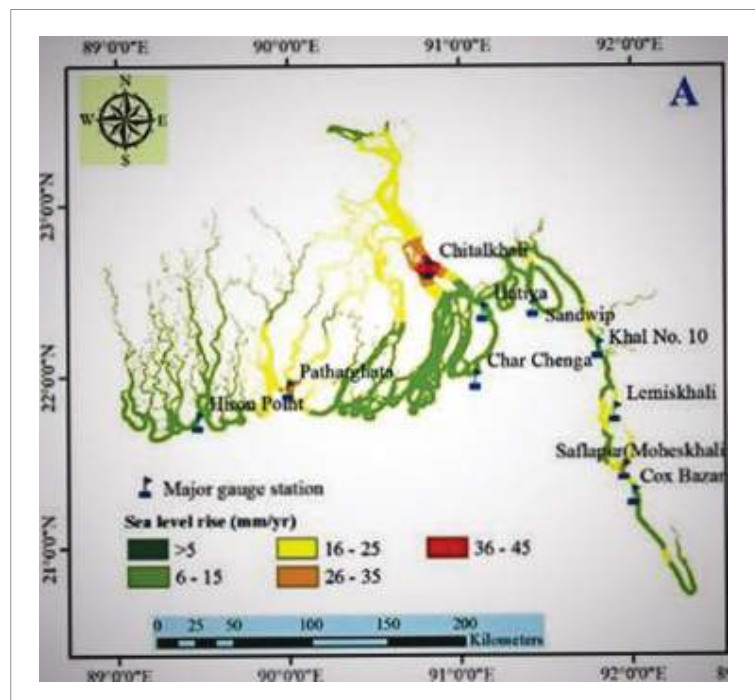 89°0'0"E 90°0'0"E 91°0'0"E 92°0'0"E
A
N
W E
S
23°0'0"N
22°0'0"N
21°0'0"N
Chitalkhali
Hatiya
Sandwip
Khal No. 10
Char Chenga
Patharghata
Hiron Point
Lemiskhali
Saflapur(Moheskhali
Cox Bazar
Major gauge station
Sea level rise (mm/yr)
>5 16 - 25 36 - 45
6 - 15 26 - 35
0 25 50 100 150 200
Kilometers
89°0'0"E 90°0'0"E 91°0'0"E 92°0'0"E